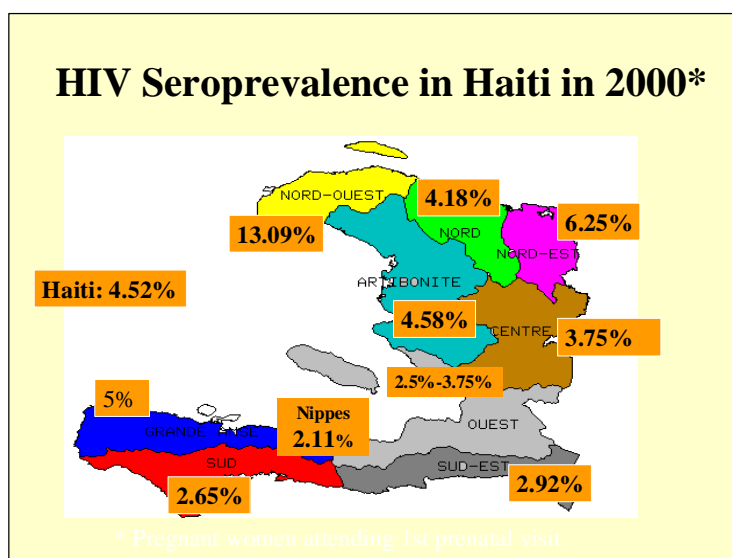 HIV Seroprevalence in Haiti in 2000*
NORD-OUEST
4.18%
NORD
6.25%
13.09%
NORD-EST
ARTIBONITE
Haiti: 4.52%
4.58%
CENTRE
3.75%
2.5%-3.75%
5%
Nippes
2.11%
GRANDE ANSE
OUEST
SUD
SUD-EST
2.65%
2.92%
* Pregnant women attending 1st prenatal visit